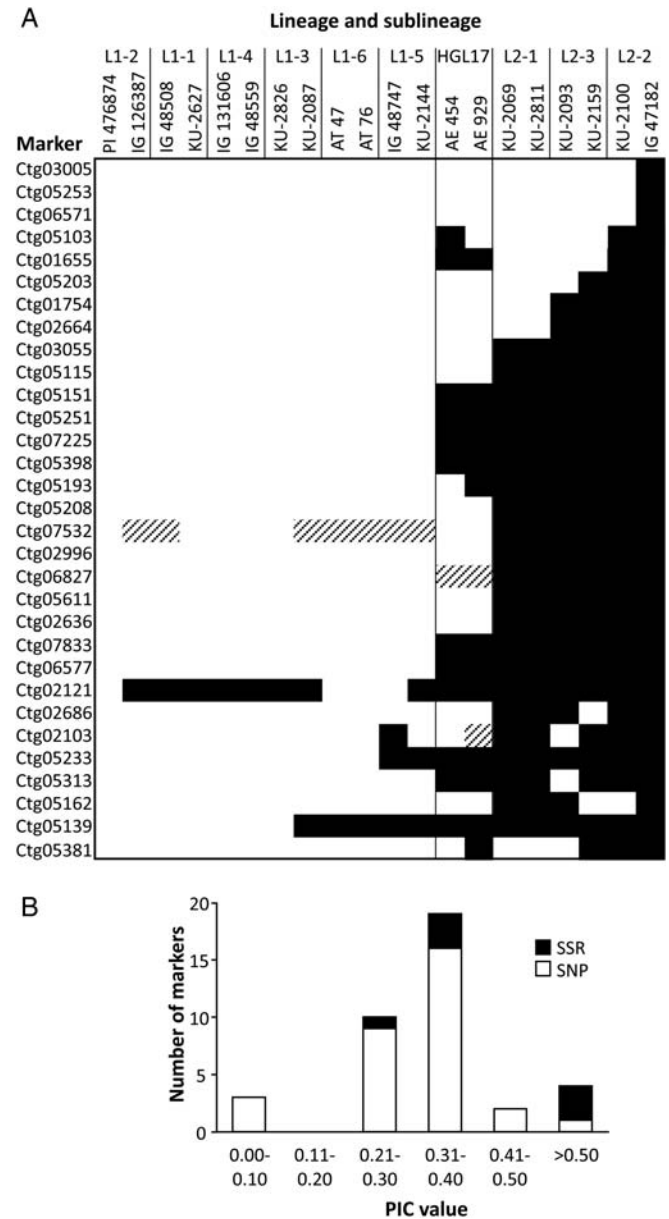 A
Lineage and sublineage
L1-2 L1-1 L1-4 L1-3 L1-6 L1-5 HGL17 L2-1 L2-3 L2-2
Marker PI 476874 IG 126387 IG 48508 KU-2627 IG 131606 IG 48559 KU-2826 KU-2087 AT 47 AT 76 IG 48747 KU-2144 AE 454 AE 929 KU-2069 KU-2811 KU-2093 KU-2159 KU-2100 IG 47182
Ctg03005
Ctg05253
Ctg06571
Ctg05103
Ctg01655
Ctg05203
Ctg01754
Ctg02664
Ctg03055
Ctg05115
Ctg05151
Ctg05251
Ctg07225
Ctg05398
Ctg05193
Ctg05208
Ctg07532
Ctg02996
Ctg06827
Ctg05611
Ctg02636
Ctg07833
Ctg06577
Ctg02121
Ctg02686
Ctg02103
Ctg05233
Ctg05313
Ctg05162
Ctg05139
Ctg05381
B
Number of markers
20
15
10
5
0
SSR
SNP
0.00- 0.11- 0.21- 0.31- 0.41- >0.50
0.10 0.20 0.30 0.40 0.50
PIC value